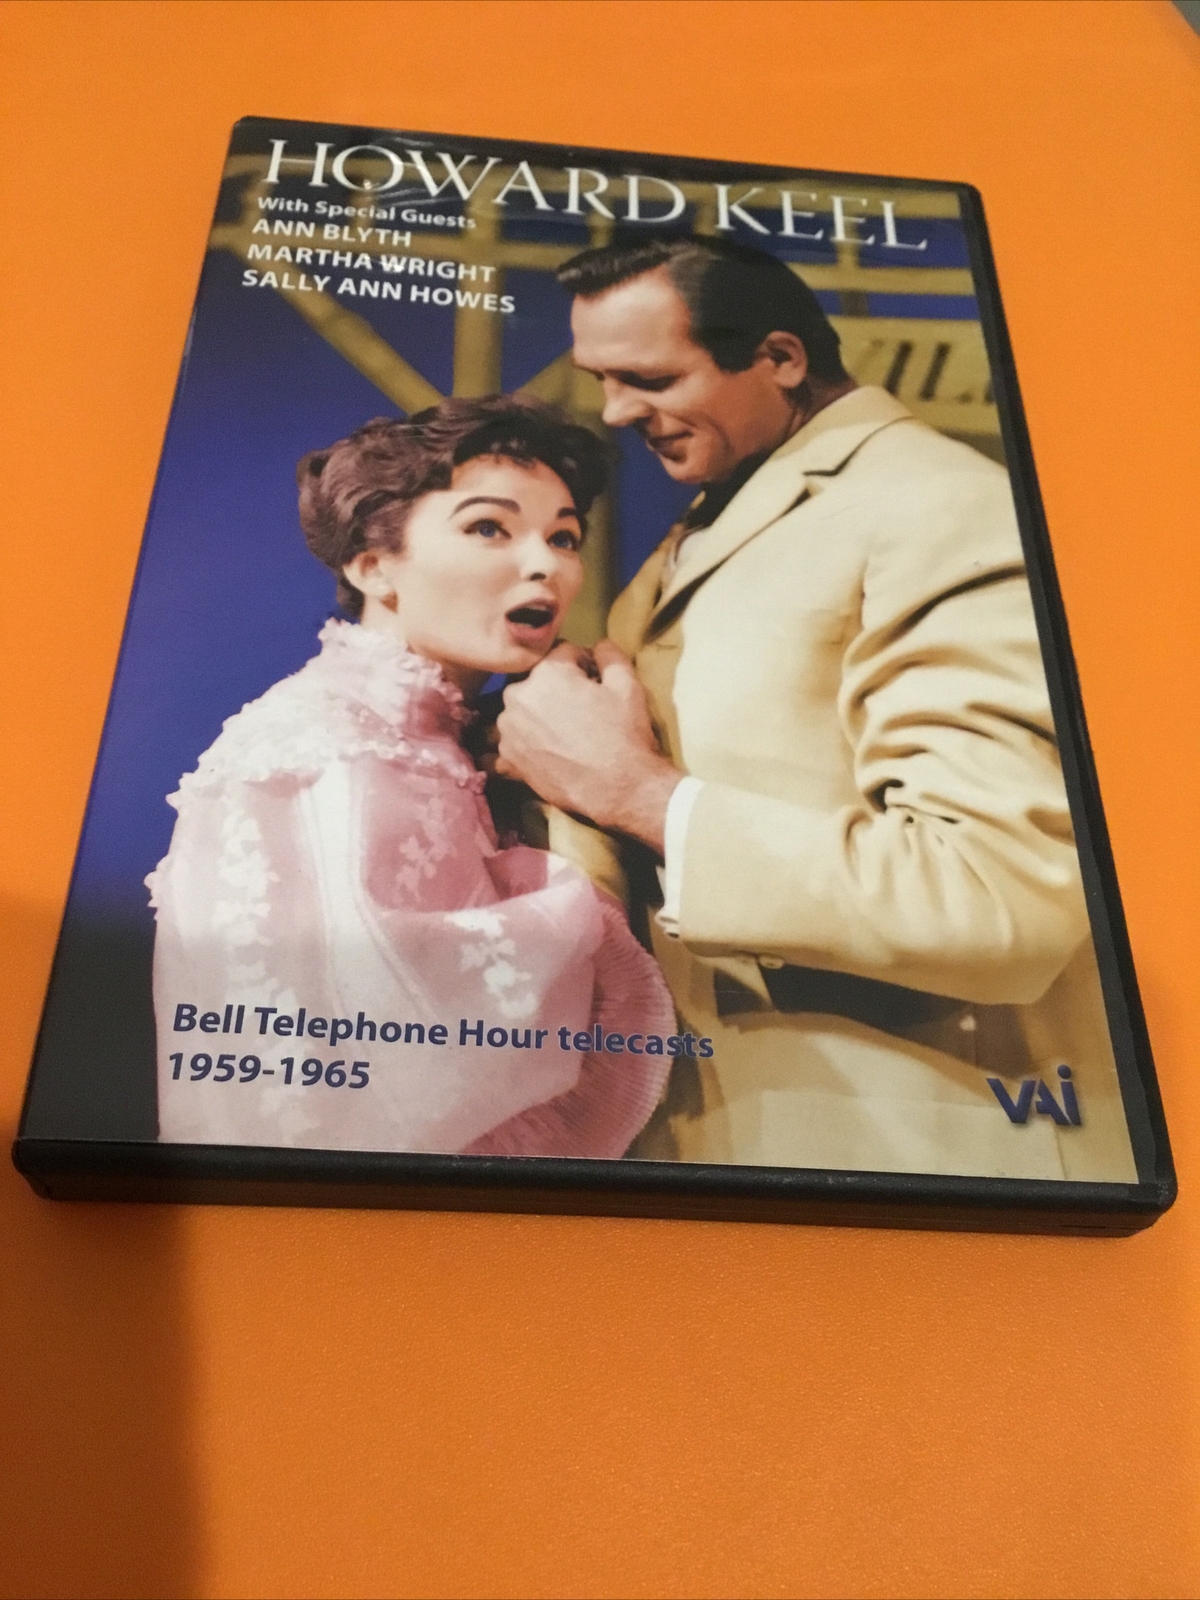 HOWARD KEEL
With Special Guests
ANN BLYTH
MARTHA WRIGHT
SALLY ANN HOWES
Bell Telephone Hour telecasts
1959-1965
VAI